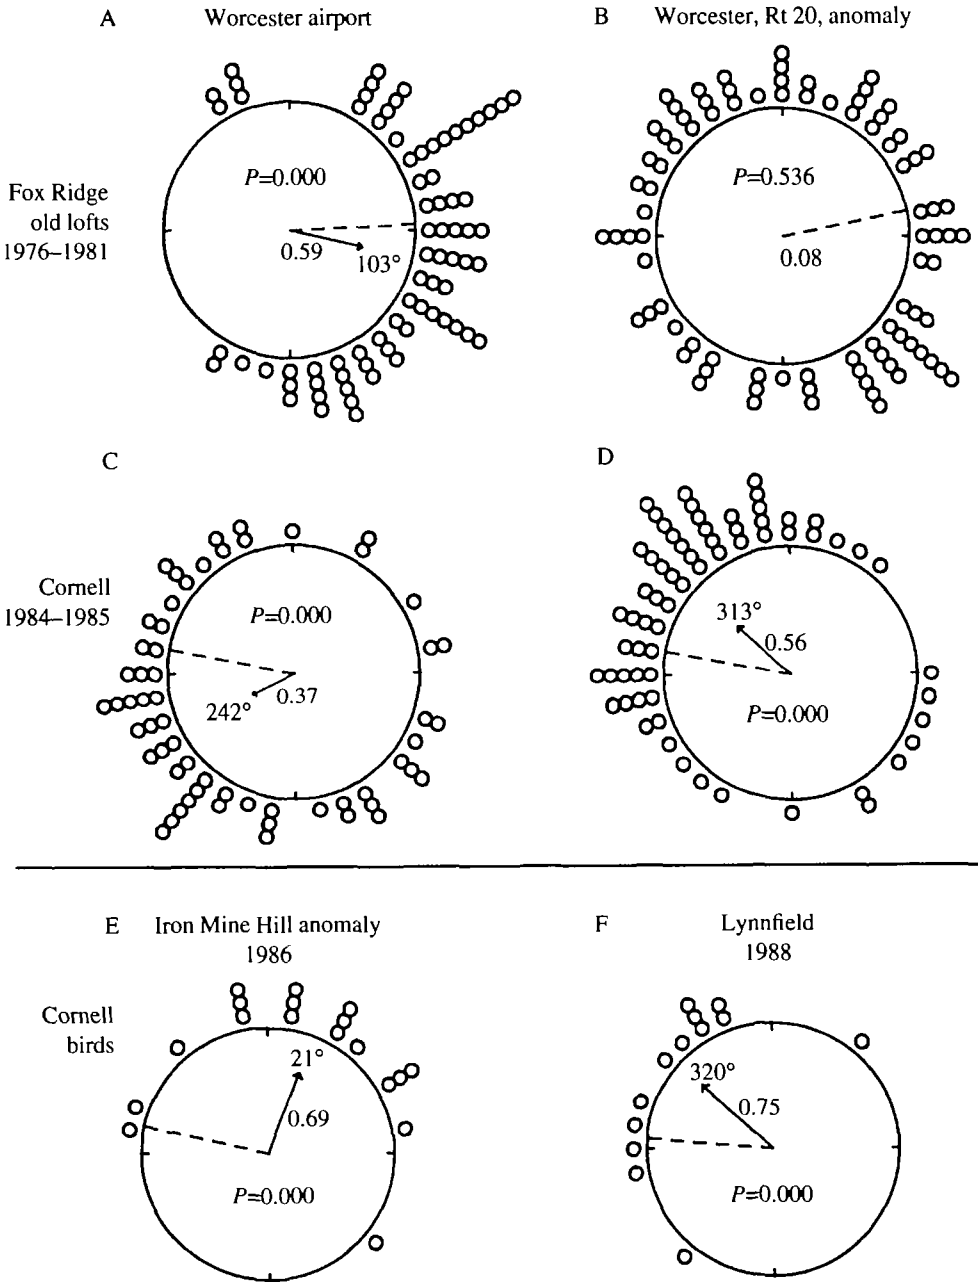 A Worcester airport
B Worcester, Rt 20, anomaly
Fox Ridge
old lofts
1976–1981
P=0.000
0.59
103°
P=0.536
0.08
C
D
Cornell
1984–1985
P=0.000
0.37
242°
313°
0.56
P=0.000
E Iron Mine Hill anomaly
1986
F Lynnfield
1988
Cornell
birds
21°
0.69
P=0.000
320°
0.75
P=0.000